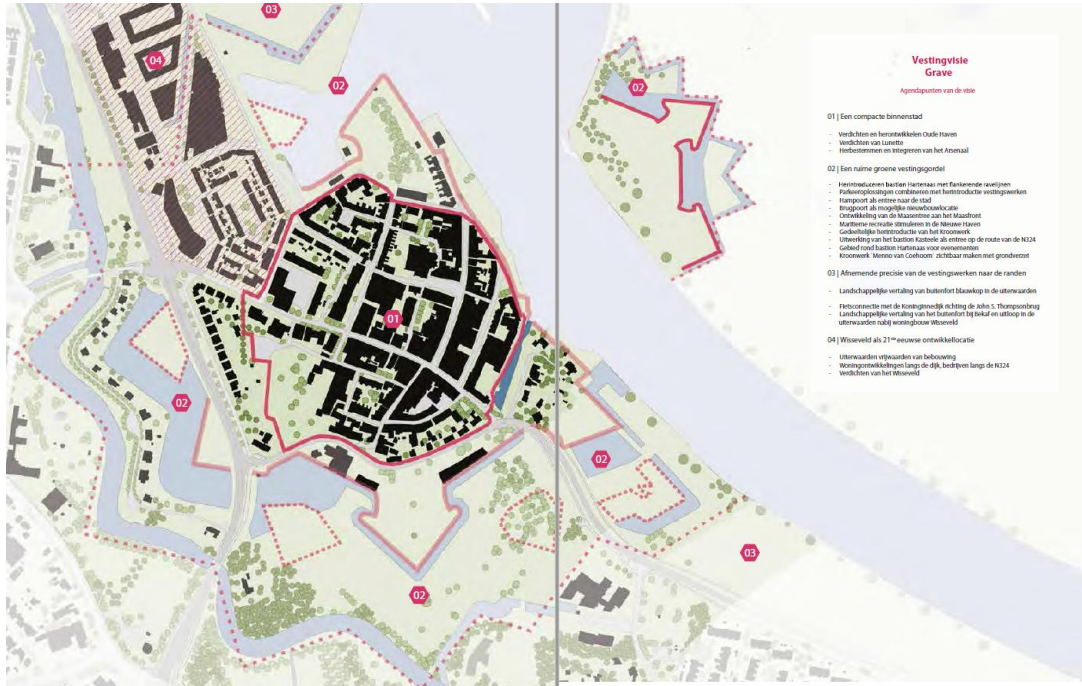 03
04
02
02
01
02
02
02
03
Vestingvisie
Grave
Agendapunten van de visie
01 | Een compacte binnenstad
- Verdichten en herontwikkelen Oude Haven
- Verdichten van Lunette
- Herbestemmen en integreren van het Arsenaal
02 | Een ruime groene vestingsgordel
- Herintroduceren bastion Hartenaas met flankerende ravelijnen
- Parkeeroplossingen combineren met herintroductie vestingswerken
- Hampoort als entree naar de stad
- Brugpoort als mogelijke nieuwbouwlocatie
- Ontwikkeling van de Maasentree aan het Maasfront
- Maritieme recreatie stimuleren in de Nieuwe Haven
- Gedeeltelijke herintroductie van het Kroonwerk
- Uitwerking van het bastion Kasteele als entree op de route van de N324
- Gebied rond bastion Hartenaas voor evenementen
- Kroonwerk 'Menno van Coehoorn' zichtbaar maken met grondverzet
03 | Afnemende precisie van de vestingswerken naar de randen
- Landschappelijke vertaling van buitenfort blauwkop in de uiterwaarden
- Fietsconnectie met de Koninginnedijk richting de John S. Thompsonbrug
- Landschappelijke vertaling van het buitenfort bij Bekaf en uitloop in de
uiterwaarden nabij woningbouw Wisseveld
04 | Wisseveld als 21ste eeuwse ontwikkellocatie
- Uiterwaarden vrijwaarden van bebouwing
- Woningontwikkelingen langs de dijk, bedrijven langs de N324
- Verdichten van het Wisseveld